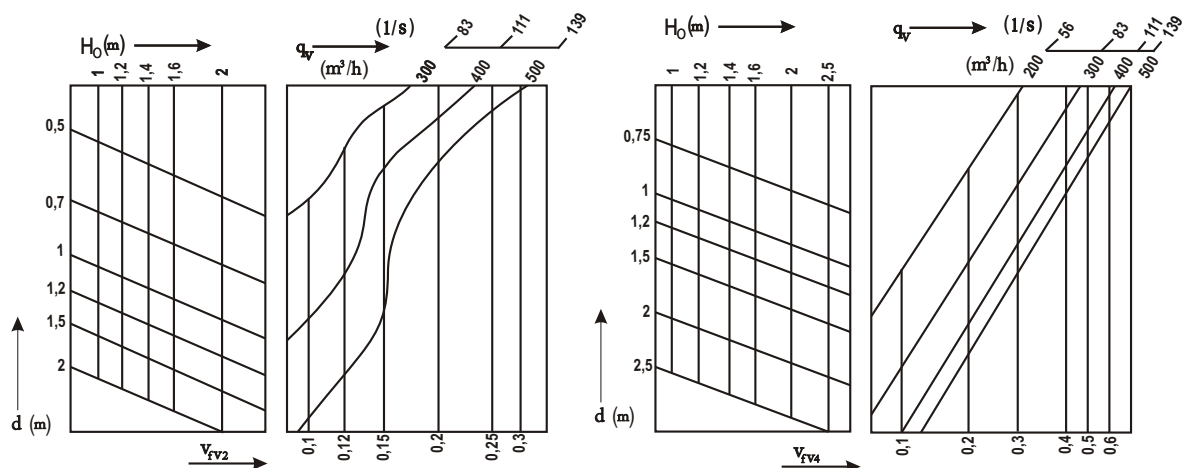 H₀(m)
1 1,2 1,4 1,6 2
0,5
0,7
1
1,2
1,5
2
d (m)
q_v (1/s) 83 111 139
(m³/h) 300 400 500
0,1 0,12 0,15 0,2 0,25 0,3
v_fv2
H₀(m)
1 1,2 1,4 1,6 2 2,5
0,75
1
1,2
1,5
2
2,5
d (m)
q_v (1/s) 56 83 111 139
(m³/h) 200 300 400 500
0,1 0,2 0,3 0,4 0,5 0,6
v_fv4